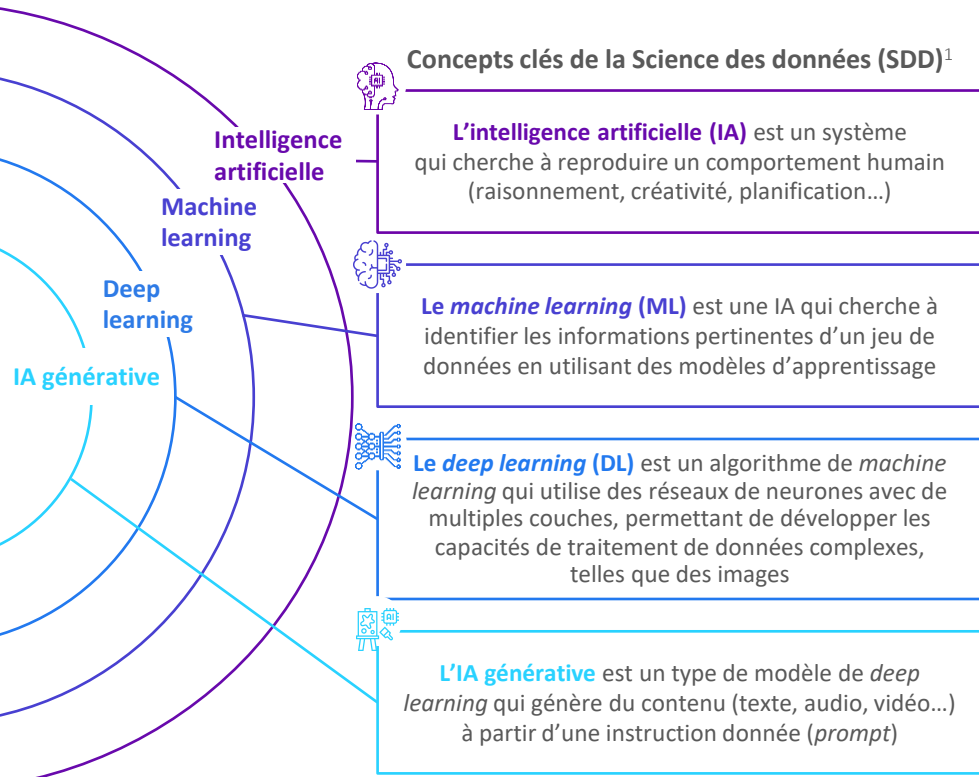 Concepts clés de la Science des données (SDD)1
Intelligence
artificielle
L'intelligence artificielle (IA) est un système
qui cherche à reproduire un comportement humain
(raisonnement, créativité, planification…)
Machine
learning
Le machine learning (ML) est une IA qui cherche à
identifier les informations pertinentes d'un jeu de
données en utilisant des modèles d'apprentissage
Deep
learning
Le deep learning (DL) est un algorithme de machine
learning qui utilise des réseaux de neurones avec de
multiples couches, permettant de développer les
capacités de traitement de données complexes,
telles que des images
IA générative
L'IA générative est un type de modèle de deep
learning qui génère du contenu (texte, audio, vidéo…)
à partir d'une instruction donnée (prompt)